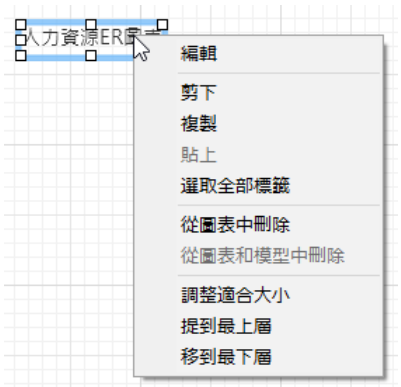 人力資源ER圖表
編輯
剪下
複製
貼上
選取全部標籤
從圖表中刪除
從圖表和模型中刪除
調整適合大小
提到最上層
移到最下層